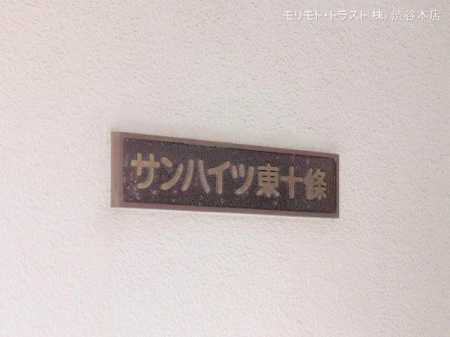 モリモト・トラスト(株) 渋谷本店
サンハイツ東十條